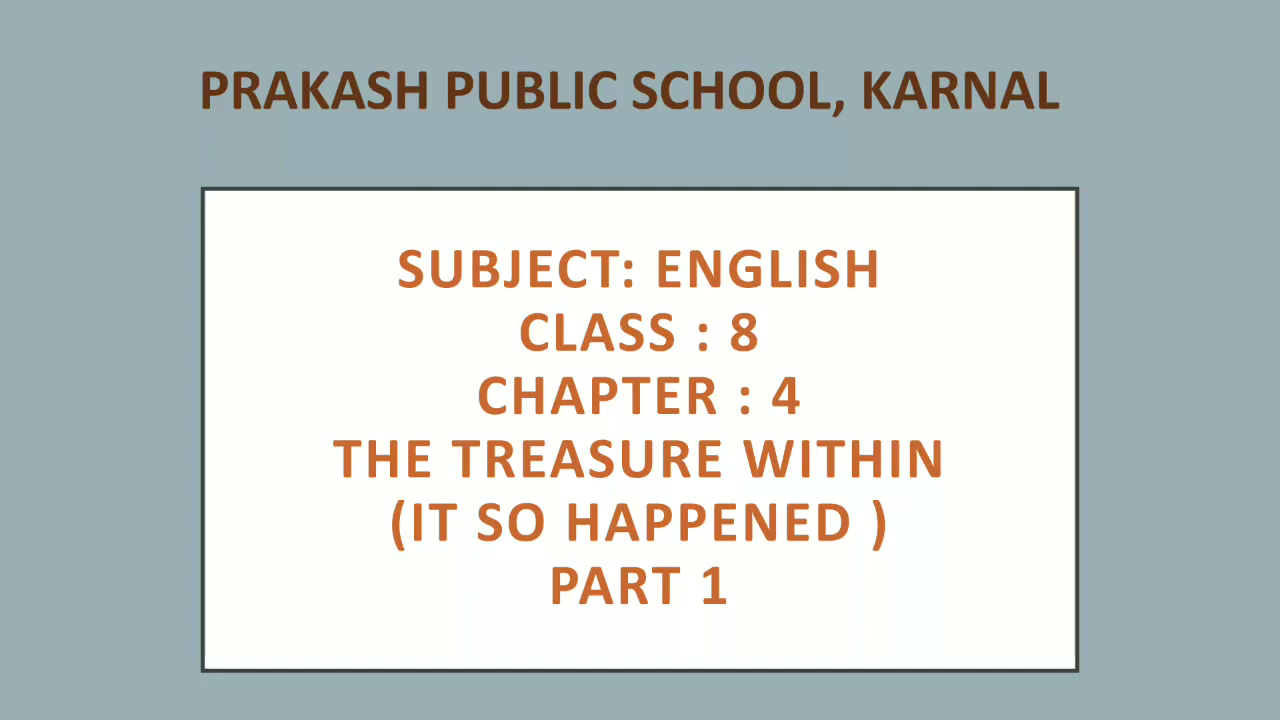 PRAKASH PUBLIC SCHOOL, KARNAL
SUBJECT: ENGLISH
CLASS : 8
CHAPTER : 4
THE TREASURE WITHIN
(IT SO HAPPENED )
PART 1